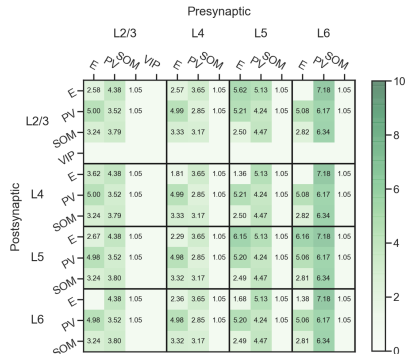 Presynaptic
L2/3 L4 L5 L6
E PV SOM VIP E PV SOM E PV SOM E PV SOM
10
8
6
4
2
0
Postsynaptic
L2/3
E 2.58 4.38 1.05 2.57 3.65 1.05 5.62 5.13 1.05 7.18 1.05
PV 5.00 3.52 1.05 4.99 2.85 1.05 5.21 4.24 1.05 5.08 6.17 1.05
SOM 3.24 3.79 3.33 3.17 2.50 4.47 2.82 6.34
VIP
L4
E 3.62 4.38 1.05 1.81 3.65 1.05 1.36 5.13 1.05 7.18 1.05
PV 5.00 3.52 1.05 4.99 2.85 1.05 5.21 4.24 1.05 5.08 6.17 1.05
SOM 3.24 3.79 3.33 3.17 2.50 4.47 2.82 6.34
L5
E 2.67 4.38 1.05 2.29 3.65 1.05 6.15 5.13 1.05 6.16 7.18 1.05
PV 4.98 3.52 1.05 4.98 2.85 1.05 5.20 4.24 1.05 5.06 6.17 1.05
SOM 3.24 3.80 3.32 3.17 2.49 4.47 2.81 6.34
L6
E 4.38 1.05 2.36 3.65 1.05 1.68 5.13 1.05 1.38 7.18 1.05
PV 4.98 3.52 1.05 4.98 2.85 1.05 5.20 4.24 1.05 5.06 6.17 1.05
SOM 3.24 3.80 3.32 3.17 2.49 4.47 2.81 6.34